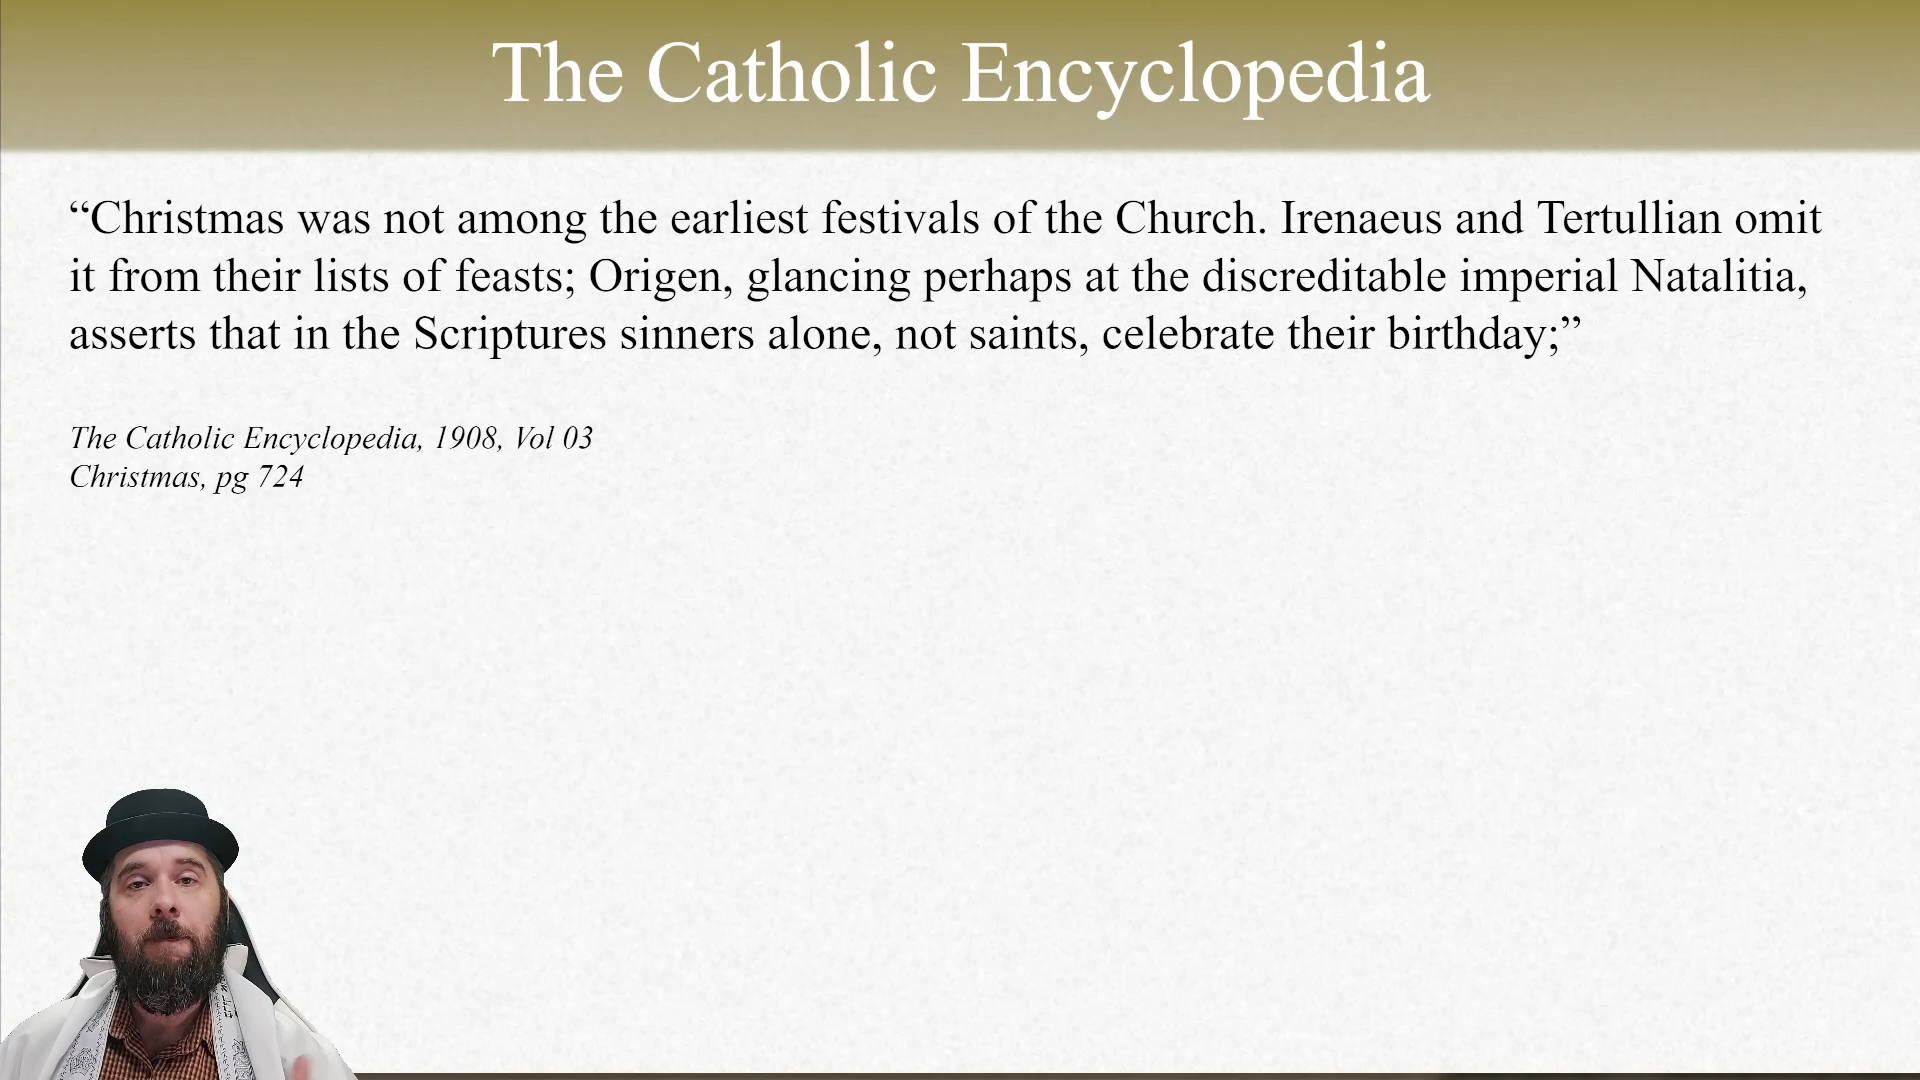 The Catholic Encyclopedia
“Christmas was not among the earliest festivals of the Church. Irenaeus and Tertullian omit
it from their lists of feasts; Origen, glancing perhaps at the discreditable imperial Natalitia,
asserts that in the Scriptures sinners alone, not saints, celebrate their birthday;”
The Catholic Encyclopedia, 1908, Vol 03
Christmas, pg 724